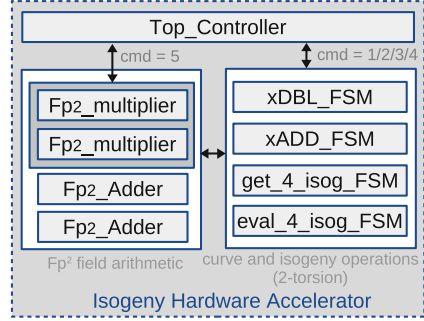 Top_Controller
cmd = 5
cmd = 1/2/3/4
Fp2_multiplier
Fp2_multiplier
Fp2_Adder
Fp2_Adder
xDBL_FSM
xADD_FSM
get_4_isog_FSM
eval_4_isog_FSM
Fp² field arithmetic
curve and isogeny operations
(2-torsion)
Isogeny Hardware Accelerator